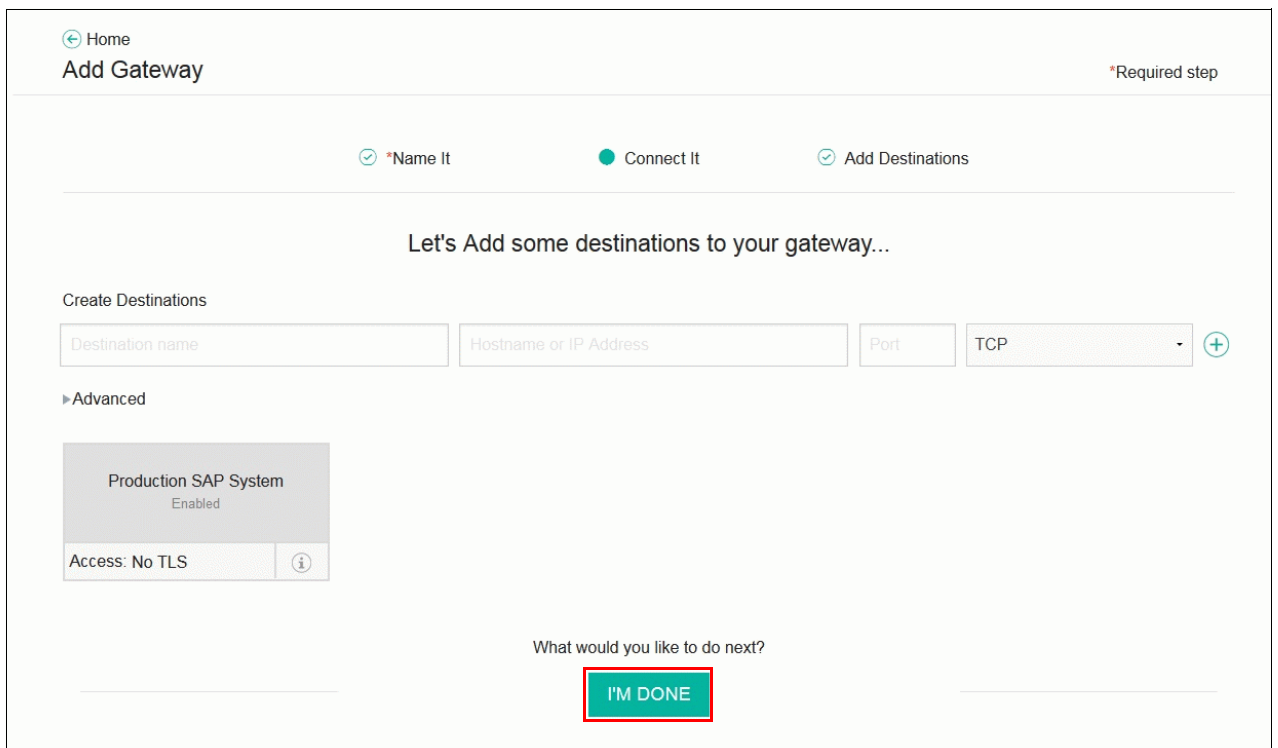 Home
Add Gateway
*Required step
*Name It
Connect It
Add Destinations
Let's Add some destinations to your gateway...
Create Destinations
Destination name
Hostname or IP Address
Port
TCP
Advanced
Production SAP System
Enabled
Access: No TLS
What would you like to do next?
I'M DONE